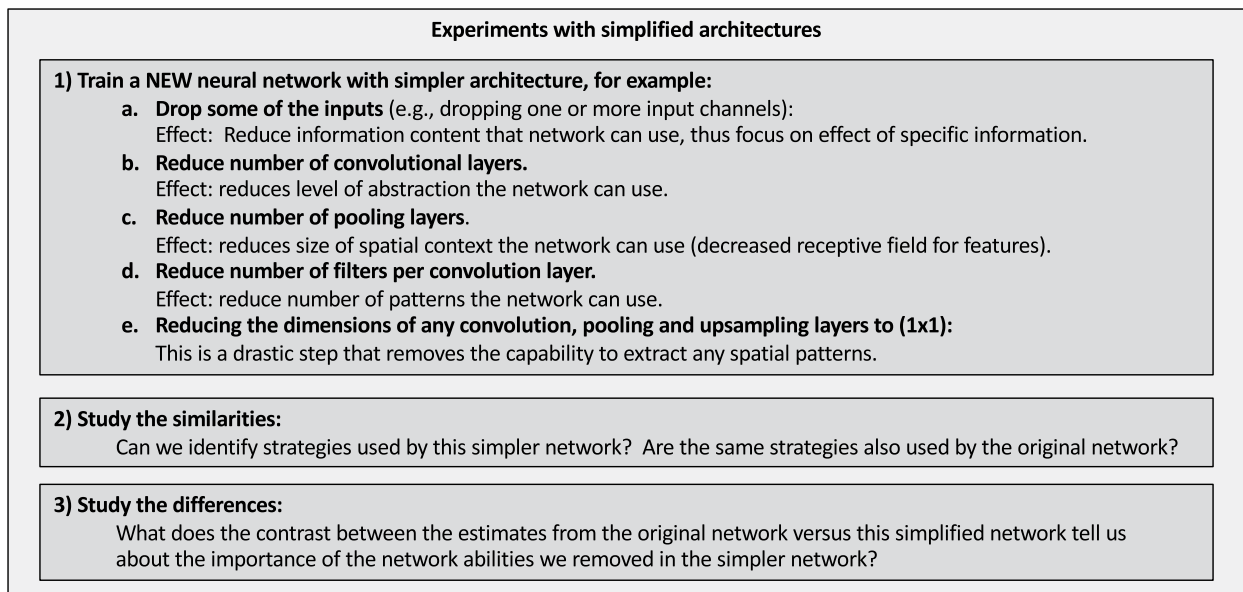 Experiments with simplified architectures
1) Train a NEW neural network with simpler architecture, for example:
a. Drop some of the inputs (e.g., dropping one or more input channels):
Effect: Reduce information content that network can use, thus focus on effect of specific information.
b. Reduce number of convolutional layers.
Effect: reduces level of abstraction the network can use.
c. Reduce number of pooling layers.
Effect: reduces size of spatial context the network can use (decreased receptive field for features).
d. Reduce number of filters per convolution layer.
Effect: reduce number of patterns the network can use.
e. Reducing the dimensions of any convolution, pooling and upsampling layers to (1x1):
This is a drastic step that removes the capability to extract any spatial patterns.
2) Study the similarities:
Can we identify strategies used by this simpler network? Are the same strategies also used by the original network?
3) Study the differences:
What does the contrast between the estimates from the original network versus this simplified network tell us
about the importance of the network abilities we removed in the simpler network?